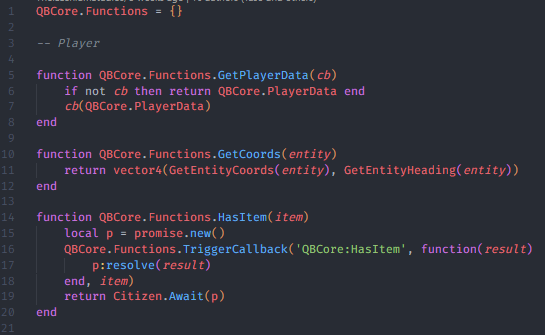 1 QBCore.Functions = {}
2
3 -- Player
4
5 function QBCore.Functions.GetPlayerData(cb)
6     if not cb then return QBCore.PlayerData end
7     cb(QBCore.PlayerData)
8 end
9
10 function QBCore.Functions.GetCoords(entity)
11     return vector4(GetEntityCoords(entity), GetEntityHeading(entity))
12 end
13
14 function QBCore.Functions.HasItem(item)
15     local p = promise.new()
16     QBCore.Functions.TriggerCallback('QBCore:HasItem', function(result)
17         p:resolve(result)
18     end, item)
19     return Citizen.Await(p)
20 end
21